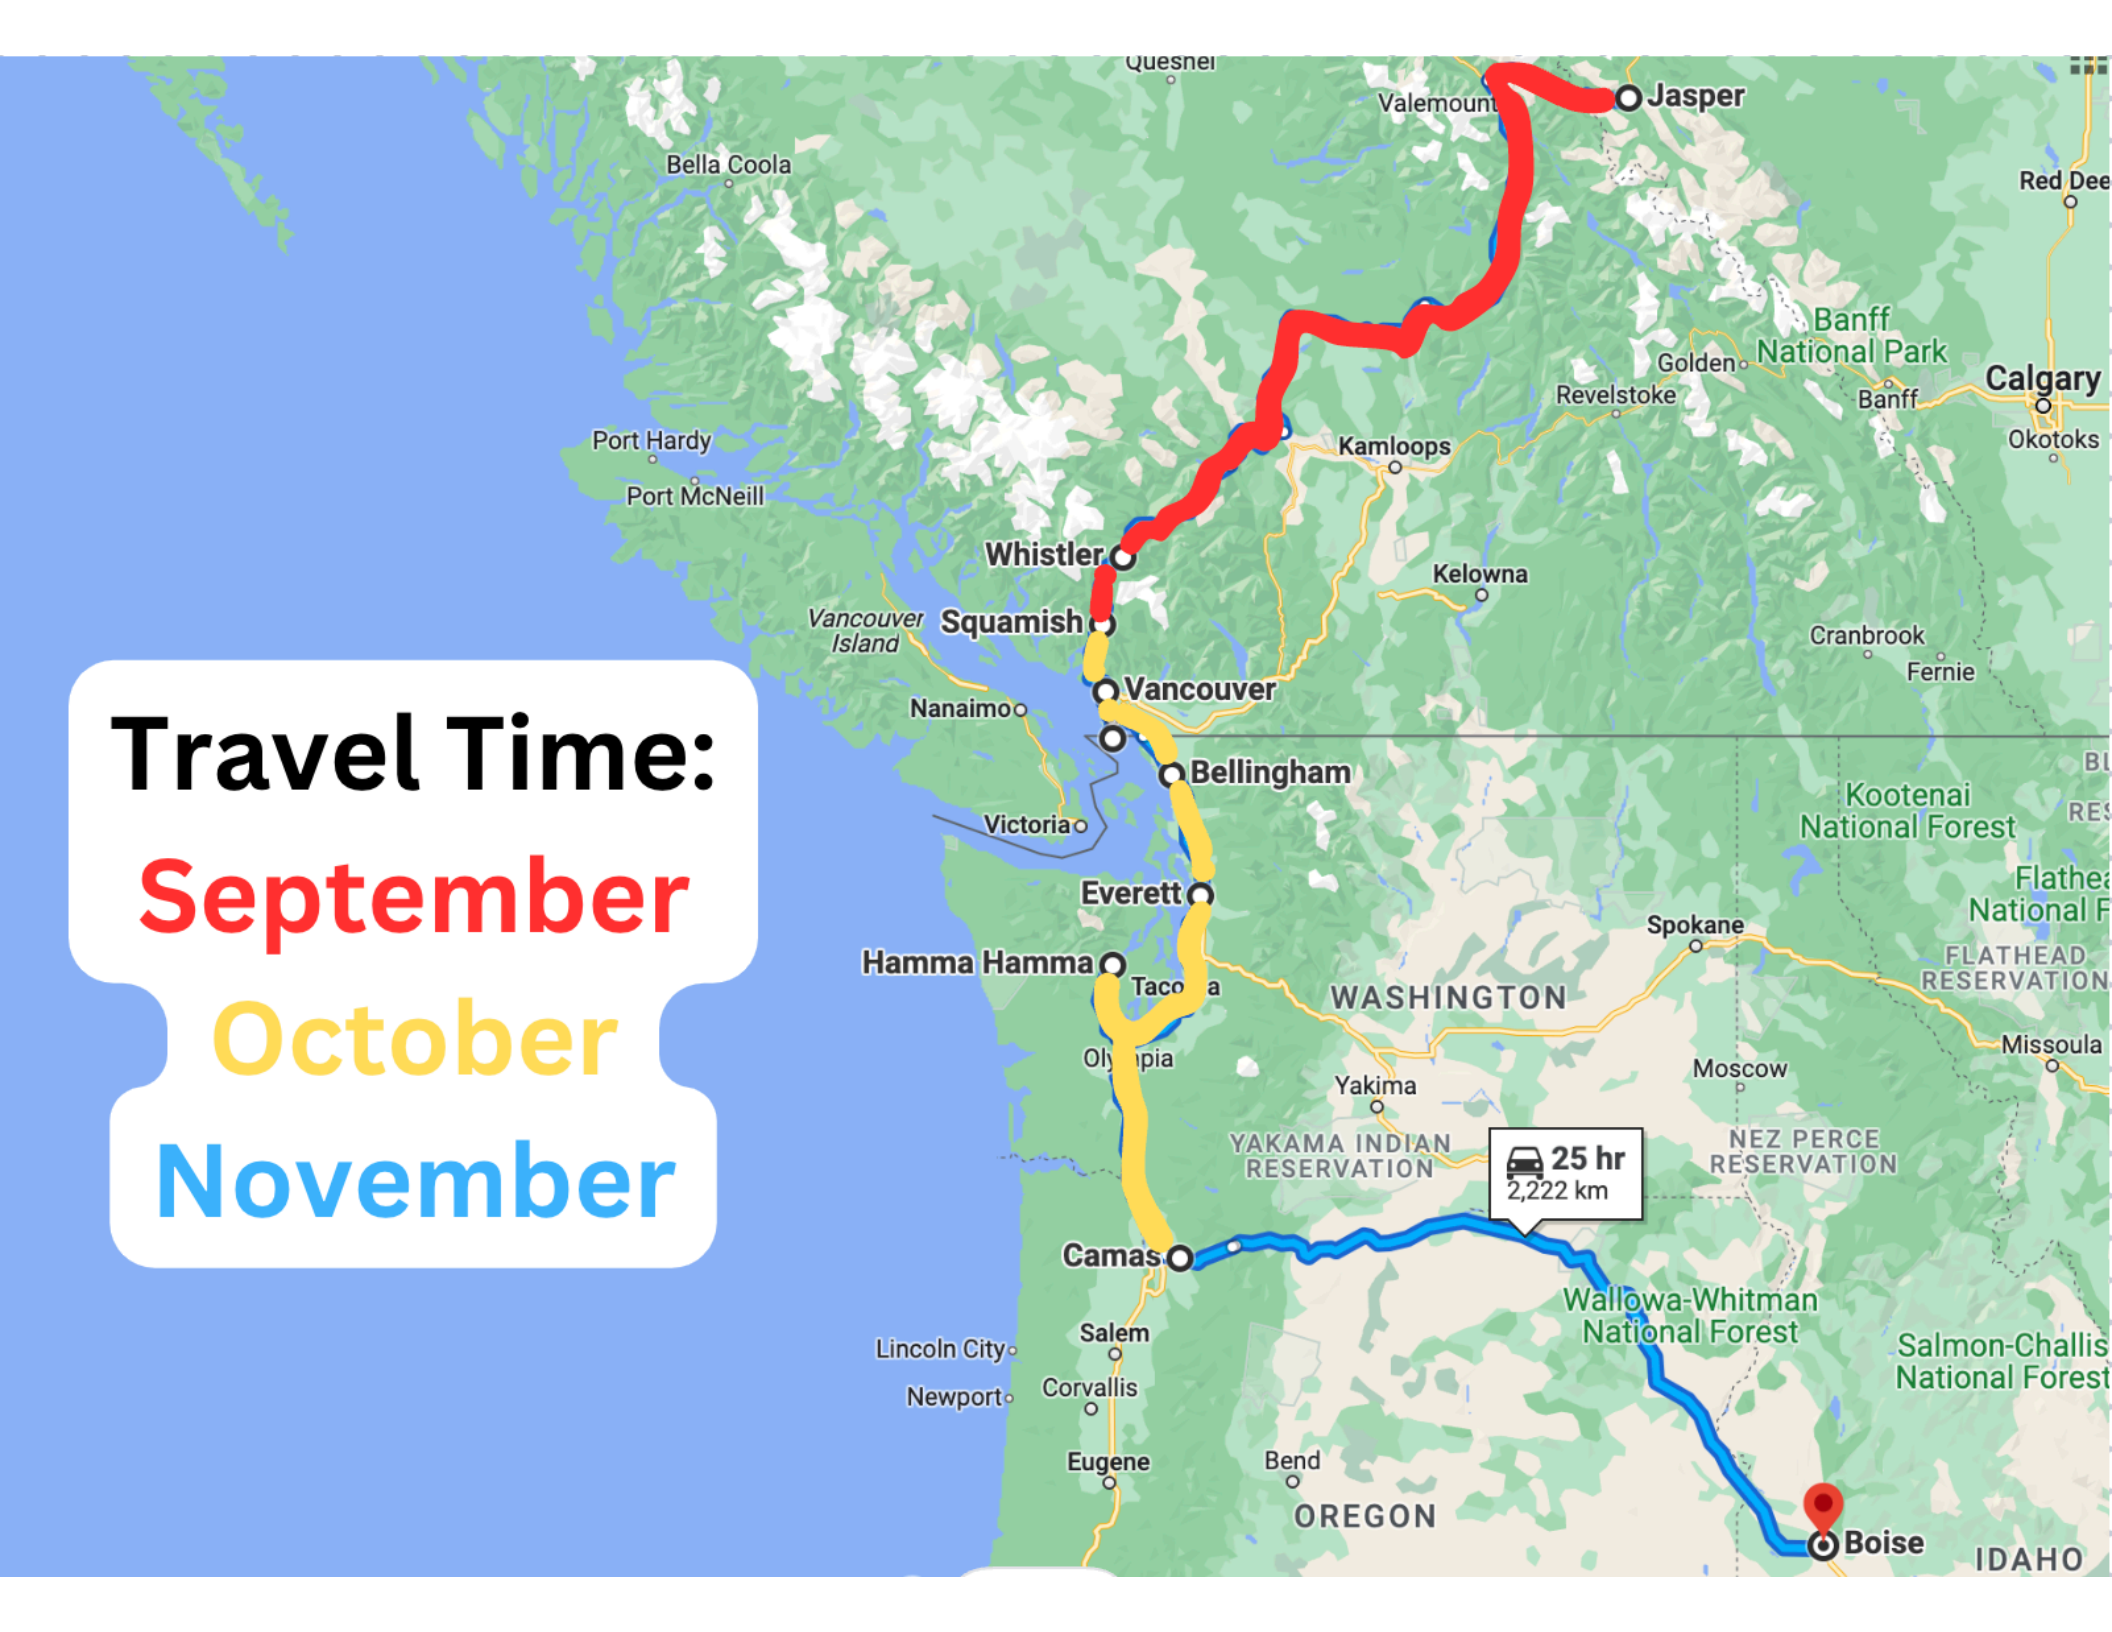 Quesnel
Valemount
Jasper
Bella Coola
Red Dee
Banff
National Park
Golden
Calgary
Revelstoke
Banff
Okotoks
Port Hardy
Kamloops
Port McNeill
Whistler
Kelowna
Vancouver
Island
Squamish
Cranbrook
Fernie
Vancouver
Nanaimo
Travel Time:
Bellingham
Kootenai
National Forest
BL
RES
Victoria
September
Everett
Flathea
National F
Spokane
Hamma Hamma
FLATHEAD
RESERVATION
WASHINGTON
October
Missoula
Moscow
Yakima
YAKAMA INDIAN
RESERVATION
25 hr
2,222 km
NEZ PERCE
RESERVATION
November
Camas
Wallowa-Whitman
National Forest
Salem
Lincoln City
Salmon-Challis
National Forest
Corvallis
Newport
Eugene
Bend
OREGON
Boise
IDAHO